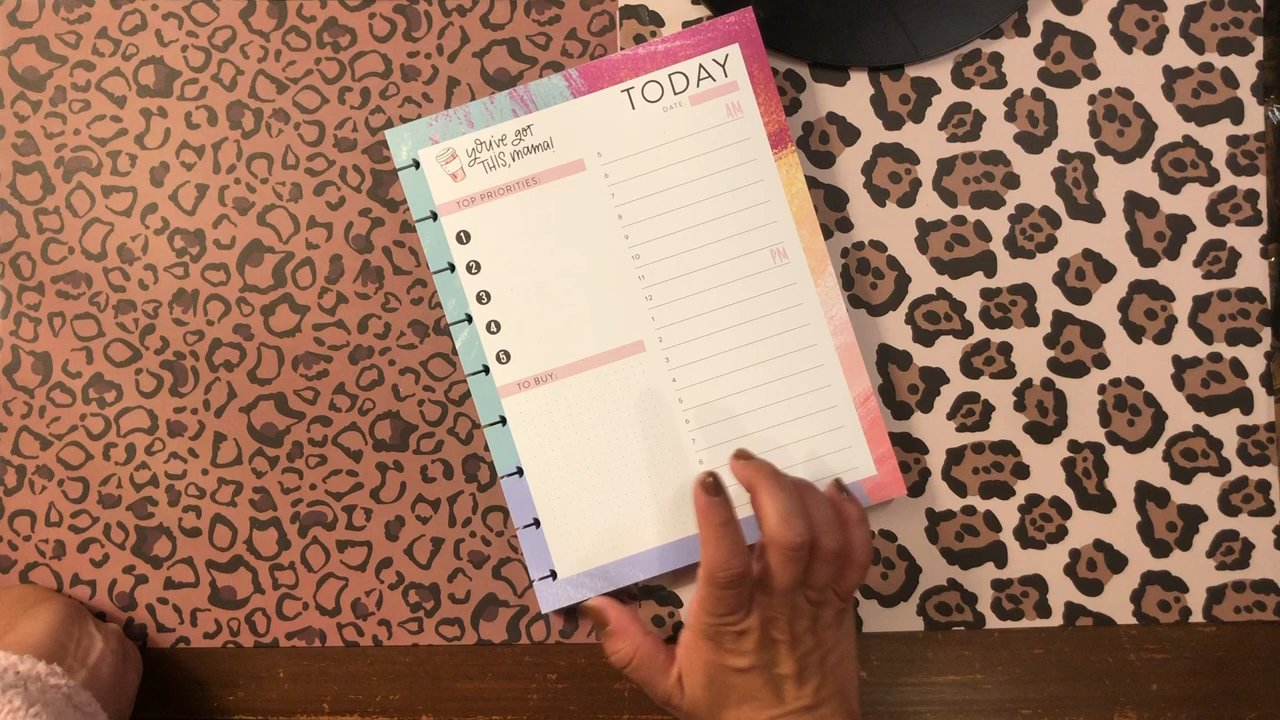 TODAY
DATE:
you've got
THIS, mama!
TOP PRIORITIES:
1
2
3
4
5
TO BUY:
AM
5
6
7
8
9
10
11
PM
12
1
2
3
4
5
6
7
8